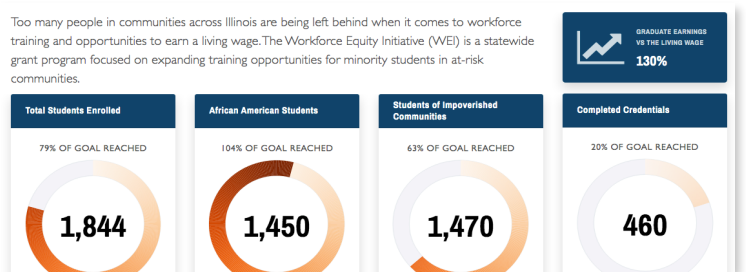 Too many people in communities across Illinois are being left behind when it comes to workforce
training and opportunities to earn a living wage. The Workforce Equity Initiative (WEI) is a statewide
grant program focused on expanding training opportunities for minority students in at-risk
communities.
GRADUATE EARNINGS
VS THE LIVING WAGE
130%
Total Students Enrolled
79% OF GOAL REACHED
1,844
African American Students
104% OF GOAL REACHED
1,450
Students of Impoverished
Communities
63% OF GOAL REACHED
1,470
Completed Credentials
20% OF GOAL REACHED
460